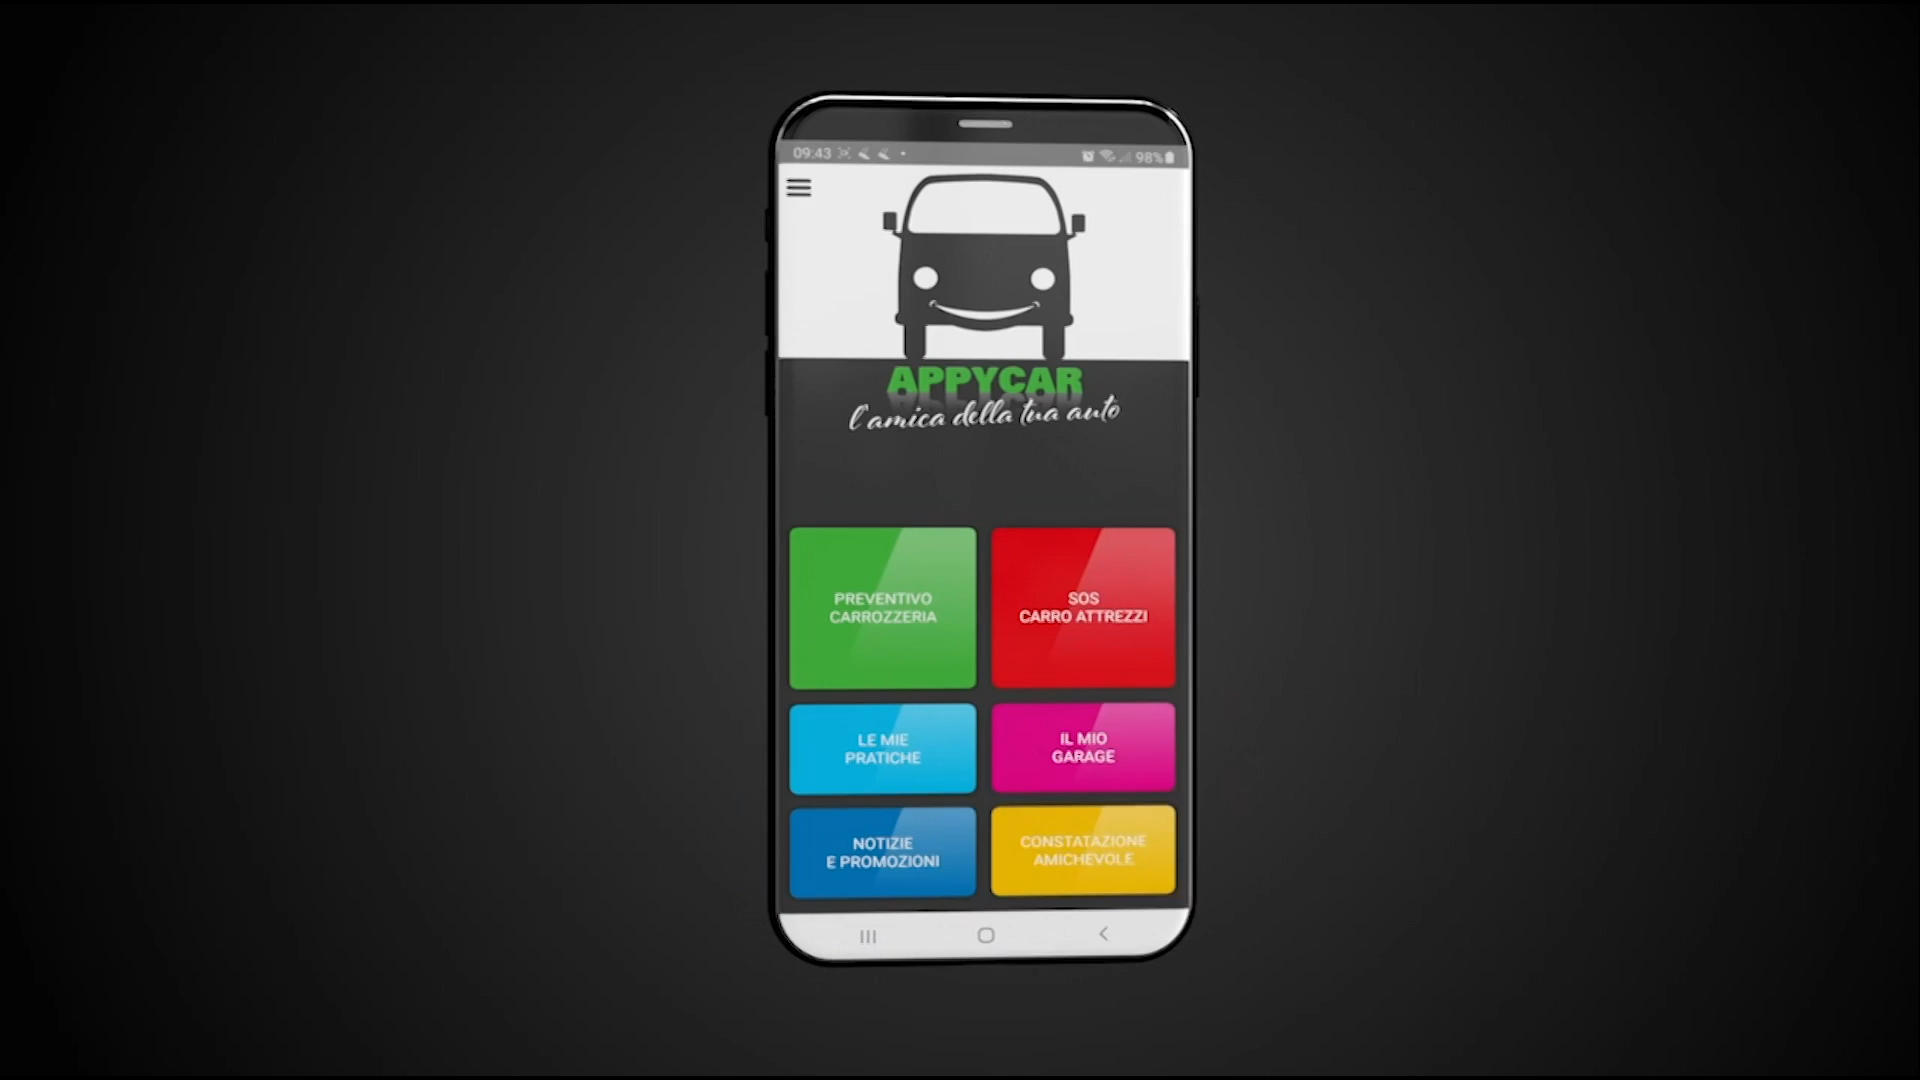 09:43
98%
APPYCAR
l'amica della tua auto
PREVENTIVO
CARROZZERIA
SOS
CARRO ATTREZZI
LE MIE
PRATICHE
IL MIO
GARAGE
NOTIZIE
E PROMOZIONI
CONSTATAZIONE
AMICHEVOLE